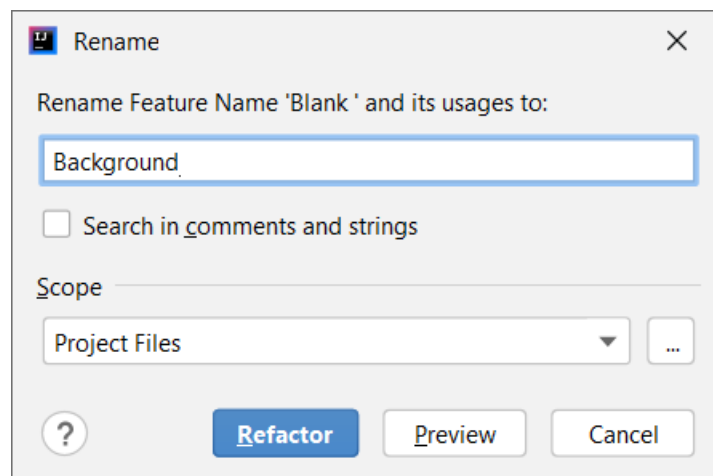 IJ
Rename
Rename Feature Name 'Blank ' and its usages to:
Background
Search in comments and strings
Scope
Project Files
...
?
Refactor
Preview
Cancel